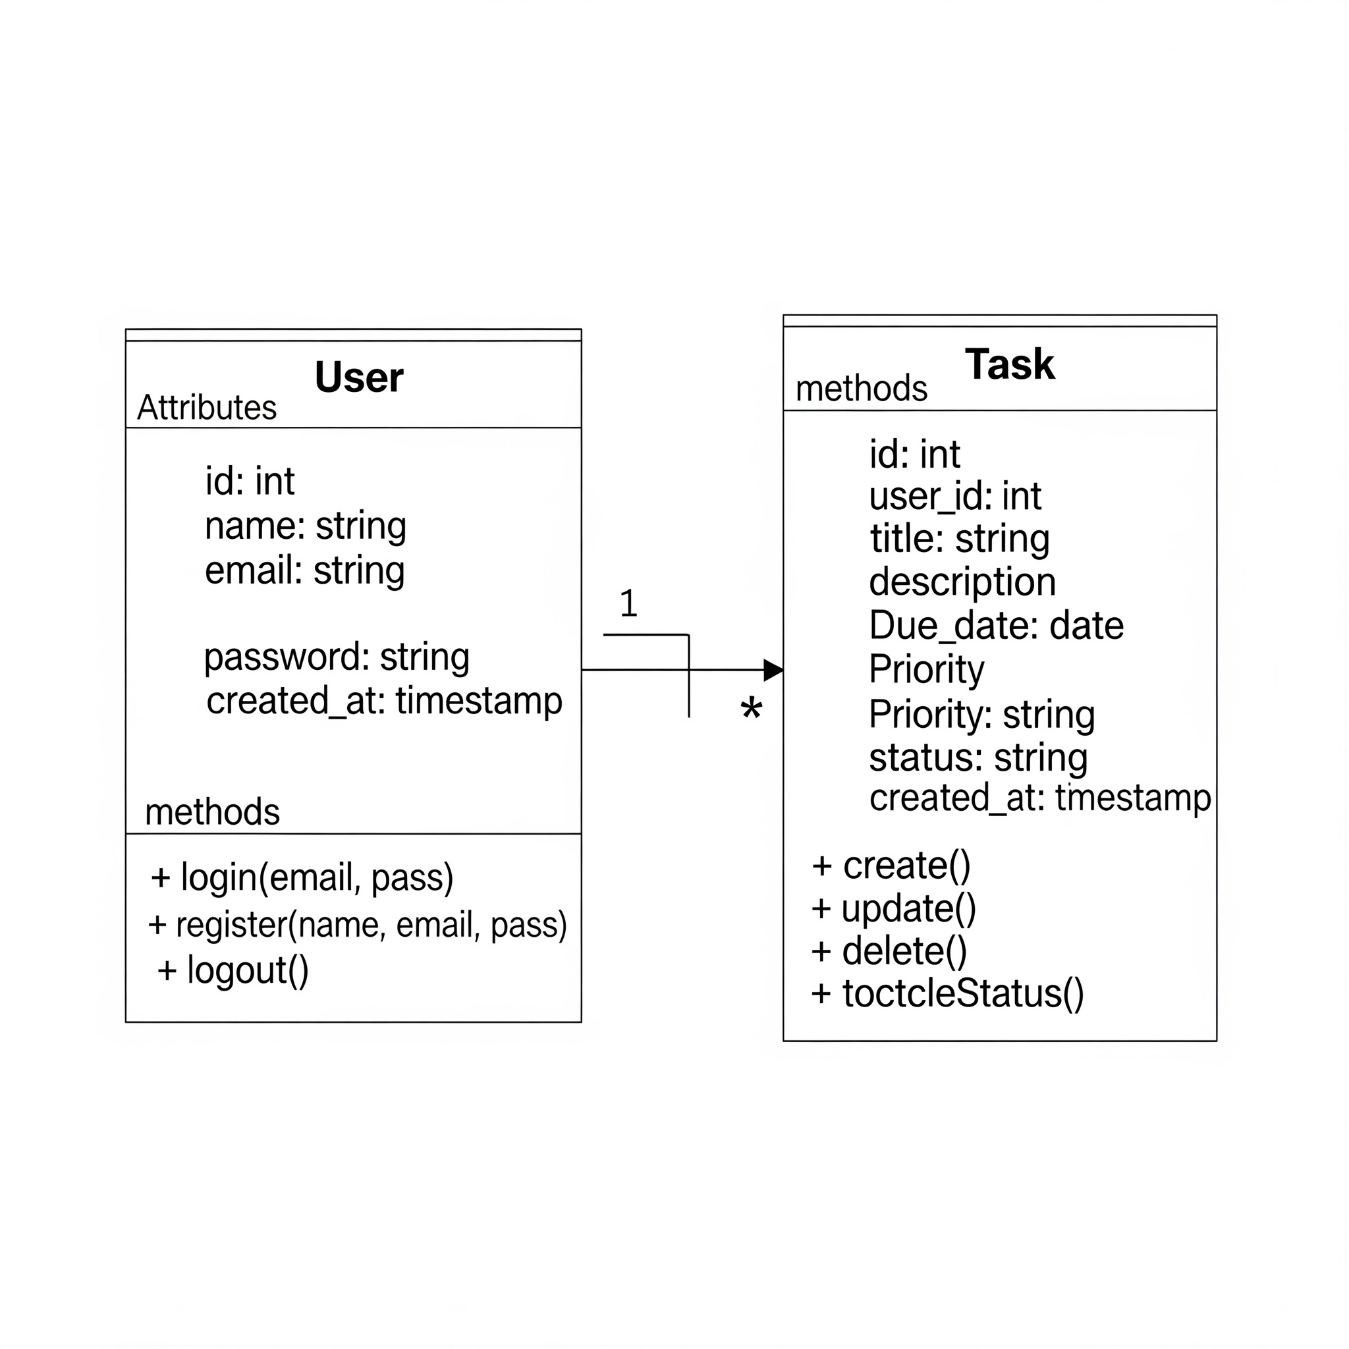 User
Attributes
id: int
name: string
email: string
password: string
created_at: timestamp
methods
+ login(email, pass)
+ register(name, email, pass)
+ logout()
1
*
Task
methods
id: int
user_id: int
title: string
description
Due_date: date
Priority
Priority: string
status: string
created_at: tmestamp
+ create()
+ update()
+ delete()
+ toctcleStatus()